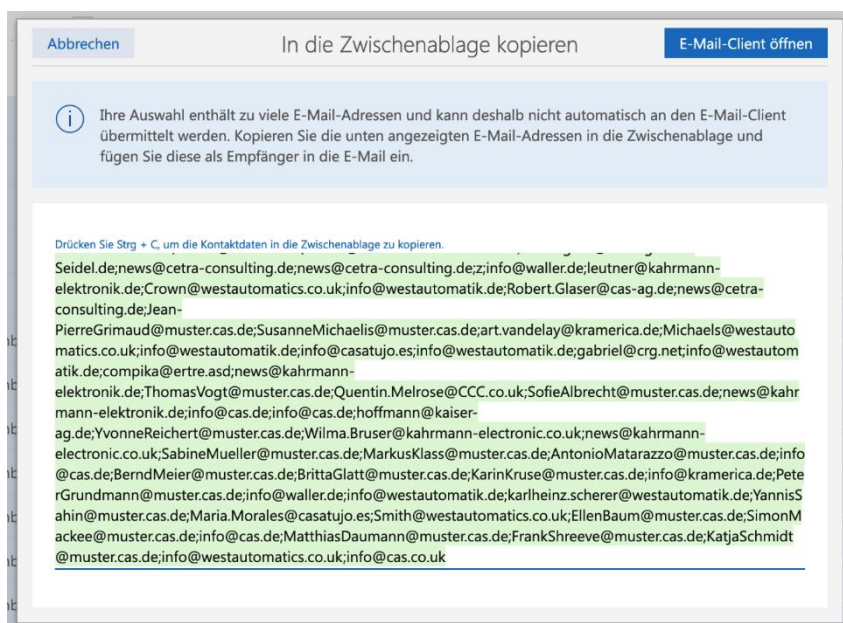 Abbrechen
In die Zwischenablage kopieren
E-Mail-Client öffnen
Ihre Auswahl enthält zu viele E-Mail-Adressen und kann deshalb nicht automatisch an den E-Mail-Client
übermittelt werden. Kopieren Sie die unten angezeigten E-Mail-Adressen in die Zwischenablage und
fügen Sie diese als Empfänger in die E-Mail ein.
Drücken Sie Strg + C, um die Kontaktdaten in die Zwischenablage zu kopieren.
Seidel.de;news@cetra-consulting.de;news@cetra-consulting.de;z;info@waller.de;leutner@kahrmann-
elektronik.de;Crown@westautomatics.co.uk;info@westautomatik.de;Robert.Glaser@cas-ag.de;news@cetra-
consulting.de;Jean-
PierreGrimaud@muster.cas.de;SusanneMichaelis@muster.cas.de;art.vandelay@kramerica.de;Michaels@westauto
matics.co.uk;info@westautomatik.de;info@casatujo.es;info@westautomatik.de;gabriel@crg.net;info@westautom
atik.de;compika@ertre.asd;news@kahrmann-
elektronik.de;ThomasVogt@muster.cas.de;Quentin.Melrose@CCC.co.uk;SofieAlbrecht@muster.cas.de;news@kahr
mann-elektronik.de;info@cas.de;info@cas.de;hoffmann@kaiser-
ag.de;YvonneReichert@muster.cas.de;Wilma.Bruser@kahrmann-electronic.co.uk;news@kahrmann-
electronic.co.uk;SabineMueller@muster.cas.de;MarkusKlass@muster.cas.de;AntonioMatarazzo@muster.cas.de;info
@cas.de;BerndMeier@muster.cas.de;BrittaGlatt@muster.cas.de;KarinKruse@muster.cas.de;info@kramerica.de;Pete
rGrundmann@muster.cas.de;info@waller.de;info@westautomatik.de;karlheinz.scherer@westautomatik.de;YannisS
ahin@muster.cas.de;Maria.Morales@casatujo.es;Smith@westautomatics.co.uk;EllenBaum@muster.cas.de;SimonM
ackee@muster.cas.de;info@cas.de;MatthiasDaumann@muster.cas.de;FrankShreeve@muster.cas.de;KatjaSchmidt
@muster.cas.de;info@westautomatics.co.uk;info@cas.co.uk